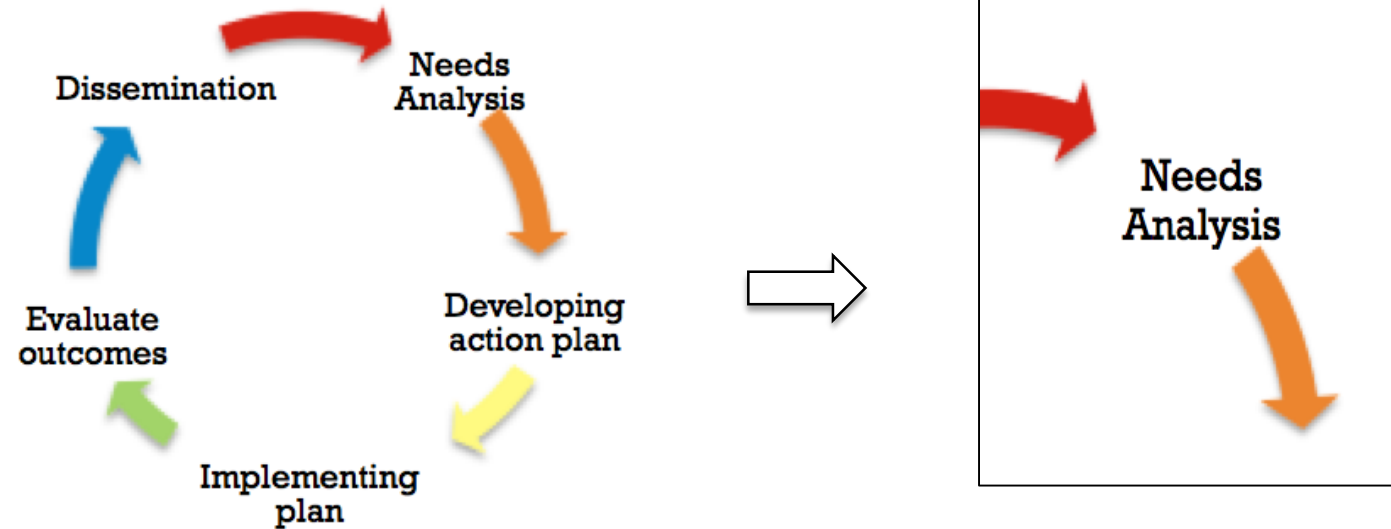 Needs
Analysis
Developing
action plan
Implementing
plan
Evaluate
outcomes
Dissemination
Needs
Analysis